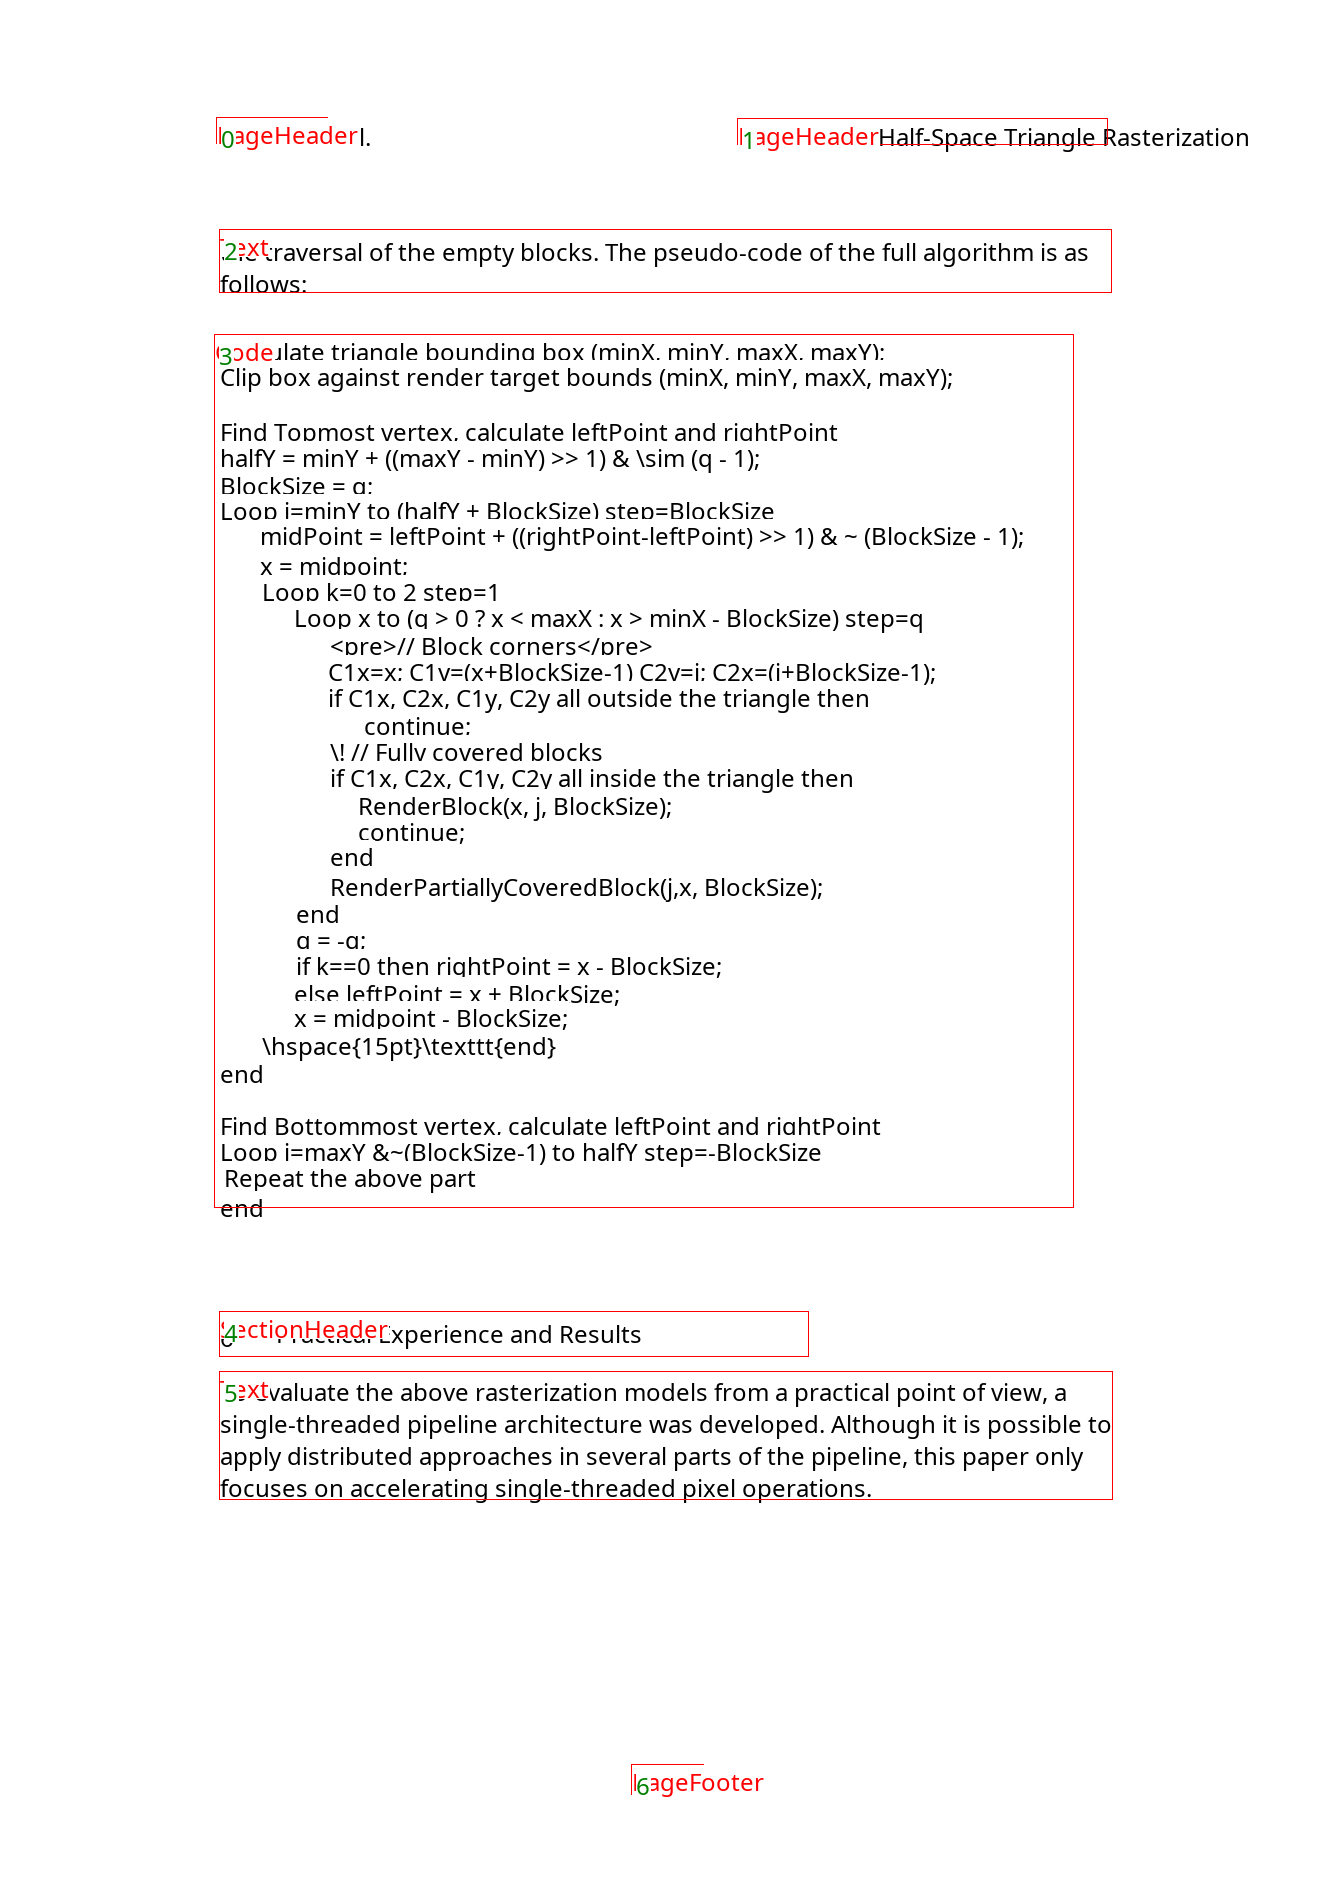 PageHeader 0 l.
PageHeader 1 Half-Space Triangle Rasterization
Text 2 traversal of the empty blocks. The pseudo-code of the full algorithm is as
follows:
Code 3 ulate triangle bounding box (minX, minY, maxX, maxY);
Clip box against render target bounds (minX, minY, maxX, maxY);
Find Topmost vertex, calculate leftPoint and rightPoint
halfY = minY + ((maxY - minY) >> 1) & \sim (q - 1);
BlockSize = q;
Loop j=minY to (halfY + BlockSize) step=BlockSize
midPoint = leftPoint + ((rightPoint-leftPoint) >> 1) & ~ (BlockSize - 1);
x = midpoint;
Loop k=0 to 2 step=1
Loop x to (q > 0 ? x < maxX : x > minX - BlockSize) step=q
<pre>// Block corners</pre>
C1x=x; C1y=(x+BlockSize-1) C2y=j; C2x=(j+BlockSize-1);
if C1x, C2x, C1y, C2y all outside the triangle then
continue;
\! // Fully covered blocks
if C1x, C2x, C1y, C2y all inside the triangle then
RenderBlock(x, j, BlockSize);
continue;
end
RenderPartiallyCoveredBlock(j,x, BlockSize);
end
q = -q;
if k==0 then rightPoint = x - BlockSize;
else leftPoint = x + BlockSize;
x = midpoint - BlockSize;
\hspace{15pt}\texttt{end}
end
Find Bottommost vertex, calculate leftPoint and rightPoint
Loop j=maxY &~(BlockSize-1) to halfY step=-BlockSize
Repeat the above part
end
SectionHeader 4 Practical Experience and Results
Text 5 evaluate the above rasterization models from a practical point of view, a
single-threaded pipeline architecture was developed. Although it is possible to
apply distributed approaches in several parts of the pipeline, this paper only
focuses on accelerating single-threaded pixel operations.
PageFooter 6